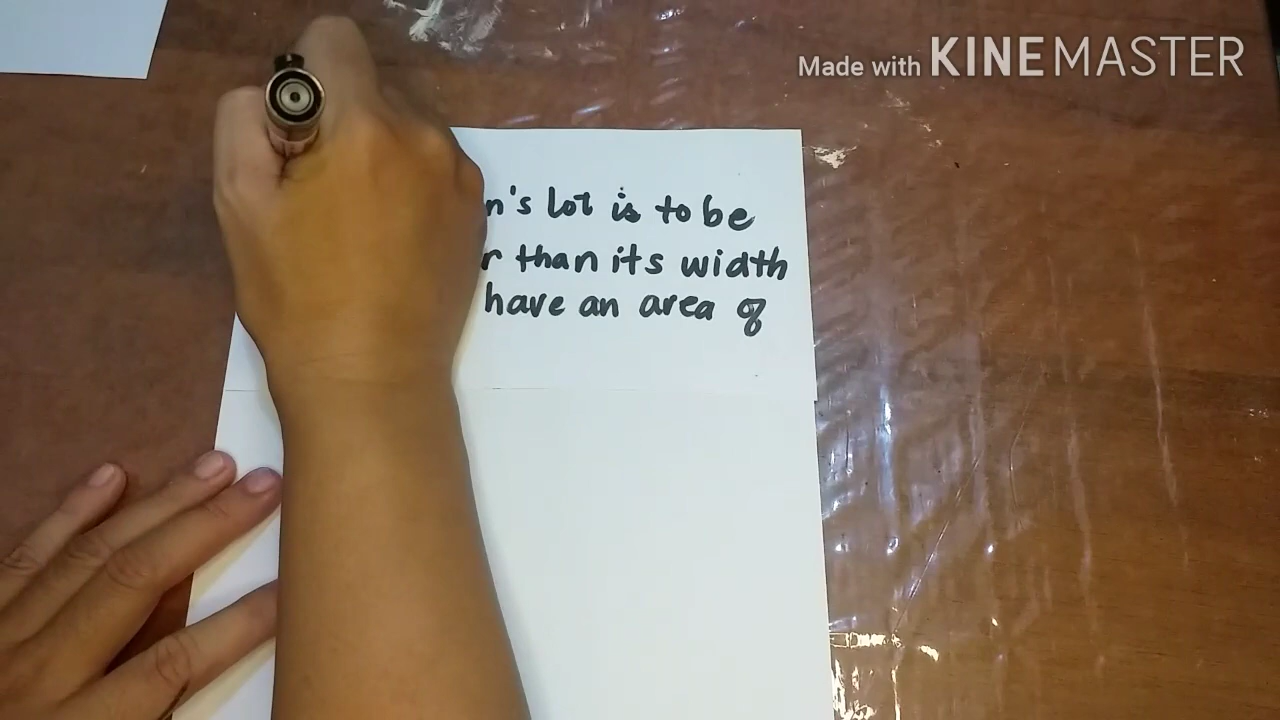 Made with KINEMASTER
n's lot is to be
r than its width
have an area of